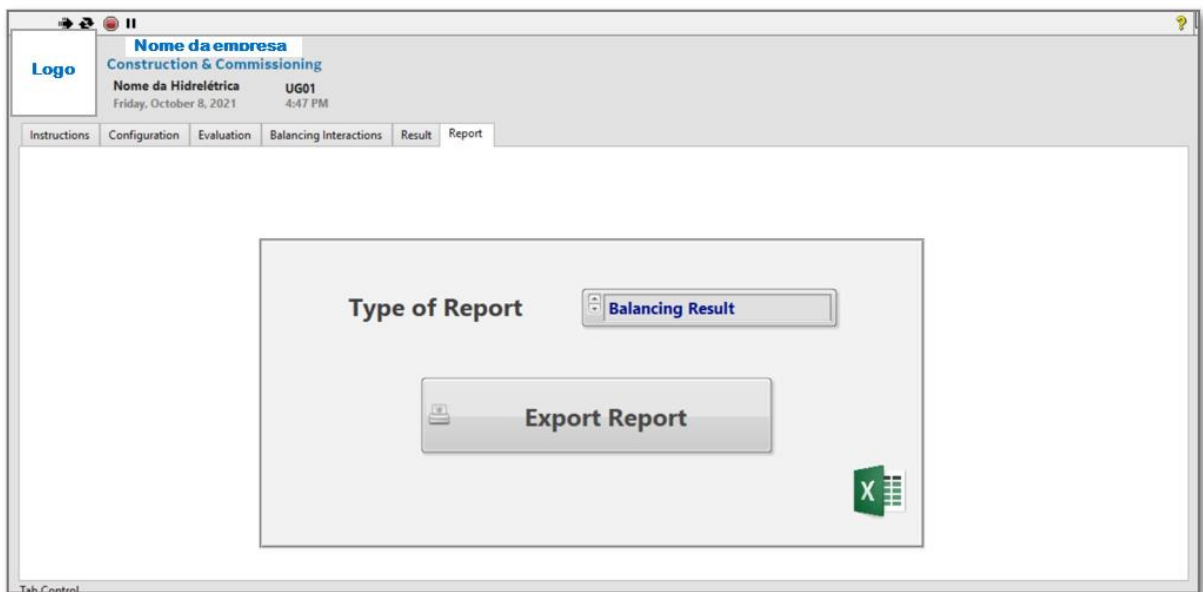 Nome da empresa
Logo
Construction & Commissioning
Nome da Hidrelétrica UG01
Friday, October 8, 2021 4:47 PM
Instructions Configuration Evaluation Balancing Interactions Result Report
Type of Report Balancing Result
Export Report
X
Tab Control